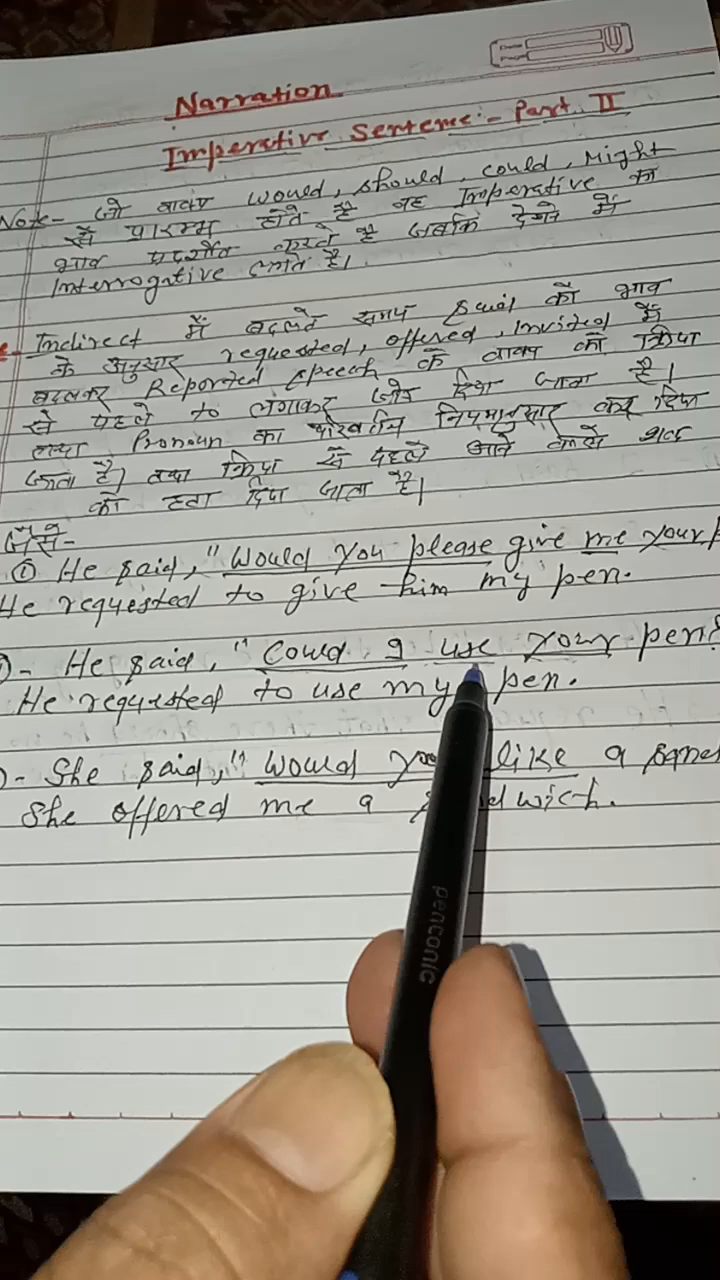 Date
Page
Narration
Imperative Sentence:- Part II
Note- जो वाक्य would, should, could, Might
से प्रारम्भ होते है वह Imperative का
भाव प्रदर्शित करते है जबकि देखने में
Interrogative लगते है।
Indirect में बदलते समय said को भाव
के अनुसार requested, offered, invited में
बदलकर Reported speech के वाक्य को क्रिया
से पहले to लगाकर जोड दिया जाता है।
तथा Pronoun का परिवर्तन नियमानुसार कर दिया
जाता है। तथा क्रिया से पहले आने वाले शब्द
को हटा दिया जाता है।
जैसे-
① He said, "Would you please give me your
He requested to give him my pen.
- He said, "Could I use your pen?
He requested to use my pen.
- She said, "Would you like a
She offered me a
penconic